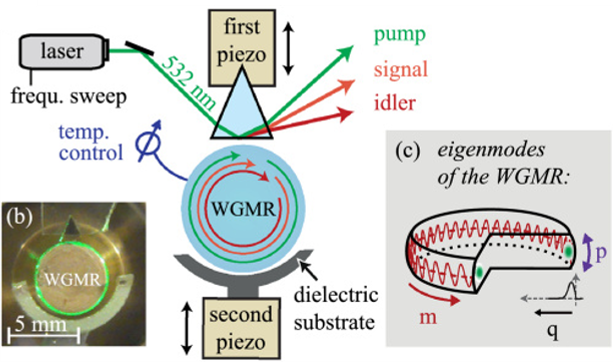 first
piezo
laser
frequ. sweep
532 nm
pump
signal
idler
temp.
control
WGMR
(b)
WGMR
5 mm
dielectric
substrate
second
piezo
(c) eigenmodes
of the WGMR:
p
m
q